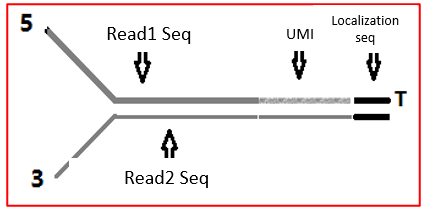 5
Read1 Seq
UMI
Localization
seq
T
3
Read2 Seq